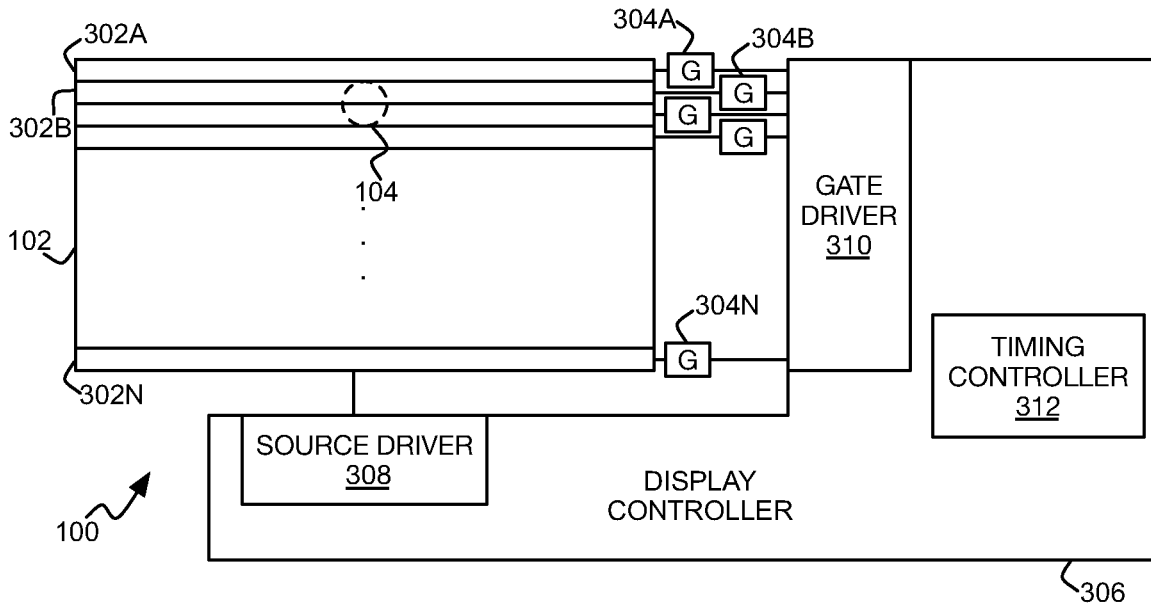 302A
304A
304B
G
G
302B
G
G
104
GATE
DRIVER
310
102
304N
G
TIMING
CONTROLLER
312
302N
SOURCE DRIVER
308
DISPLAY
CONTROLLER
100
306